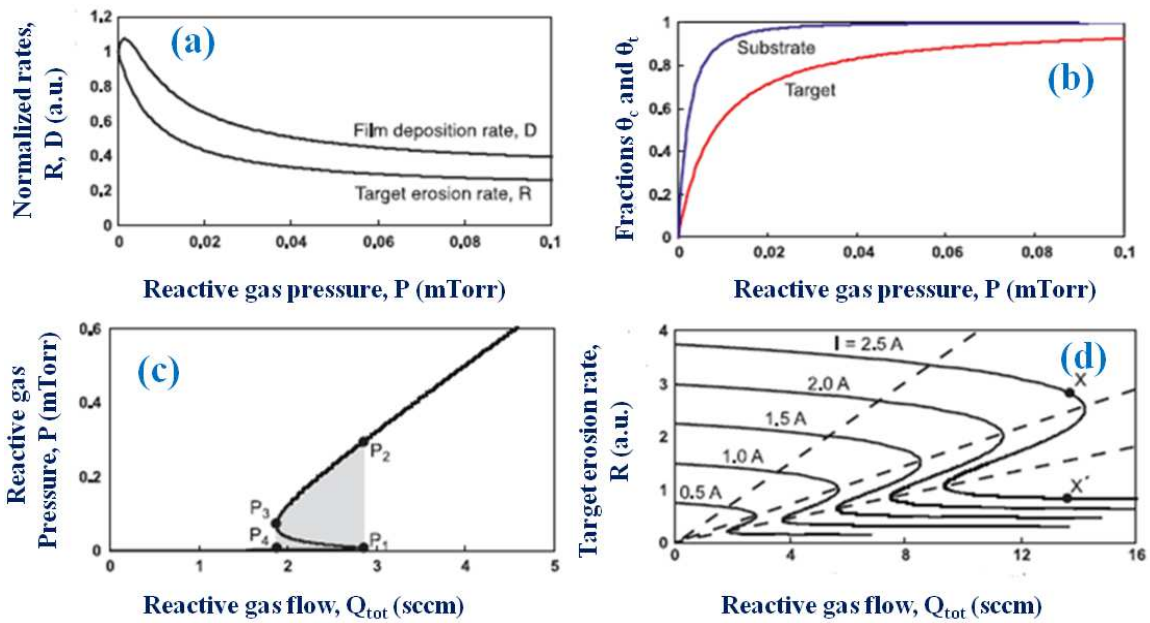 Normalized rates,
R, D (a.u.)
1.2
1
0.8
0.6
0.4
0.2
0
(a)
Film deposition rate, D
Target erosion rate, R
0
0.02
0.04
0.06
0.08
0.1
Reactive gas pressure, P (mTorr)
Fractions θc and θt
1
0.8
0.6
0.4
0.2
0
Substrate
Target
(b)
0
0.02
0.04
0.06
0.08
0.1
Reactive gas pressure, P (mTorr)
Reactive gas
Pressure, P (mTorr)
0.6
0.4
0.2
0
(c)
P2
P3
P4
P1
0
1
2
3
4
5
Reactive gas flow, Qtot (sccm)
Target erosion rate,
R (a.u.)
4
3
2
1
0
I = 2.5 A
2.0 A
1.5 A
1.0 A
0.5 A
(d)
X
X´
0
4
8
12
16
Reactive gas flow, Qtot (sccm)